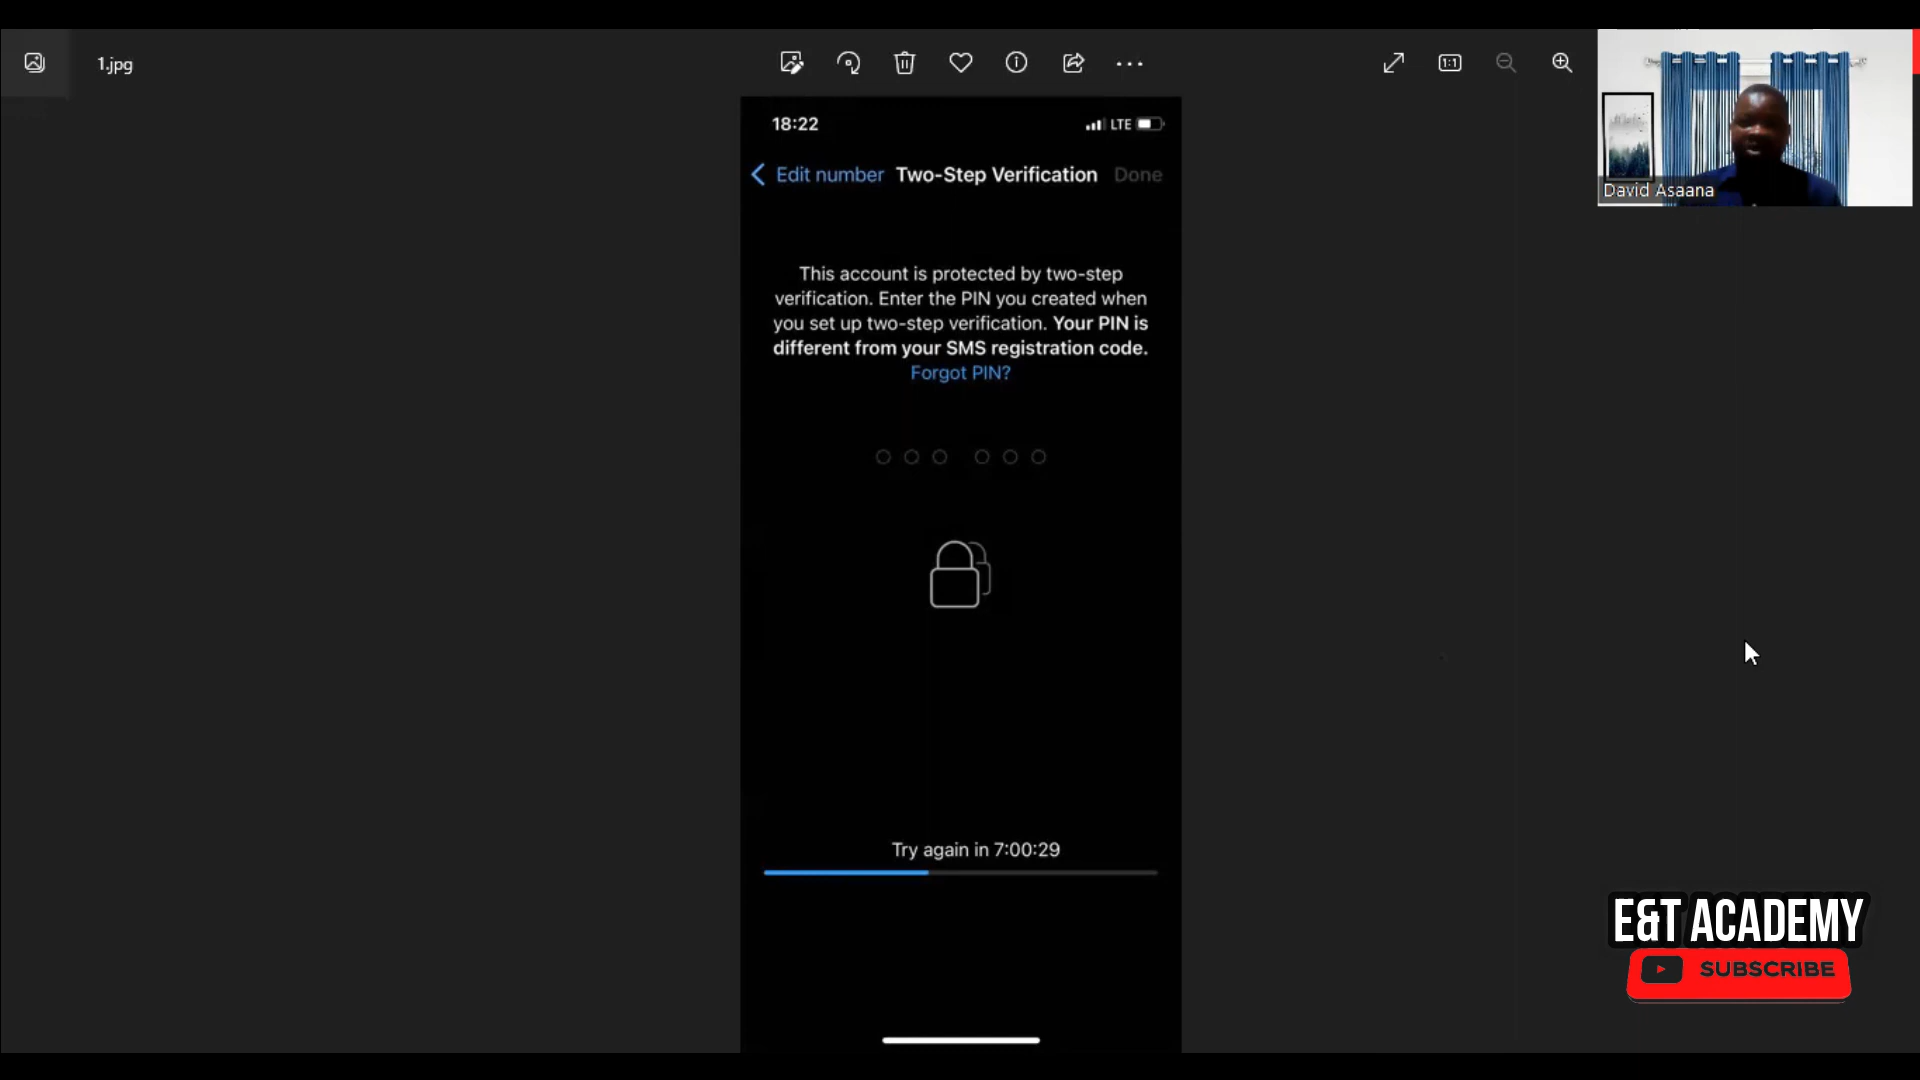 1.jpg
1:1
18:22
LTE
Edit number Two-Step Verification Done
This account is protected by two-step
verification. Enter the PIN you created when
you set up two-step verification. Your PIN is
different from your SMS registration code.
Forgot PIN?
Try again in 7:00:29
David Asaana
E&T ACADEMY
SUBSCRIBE